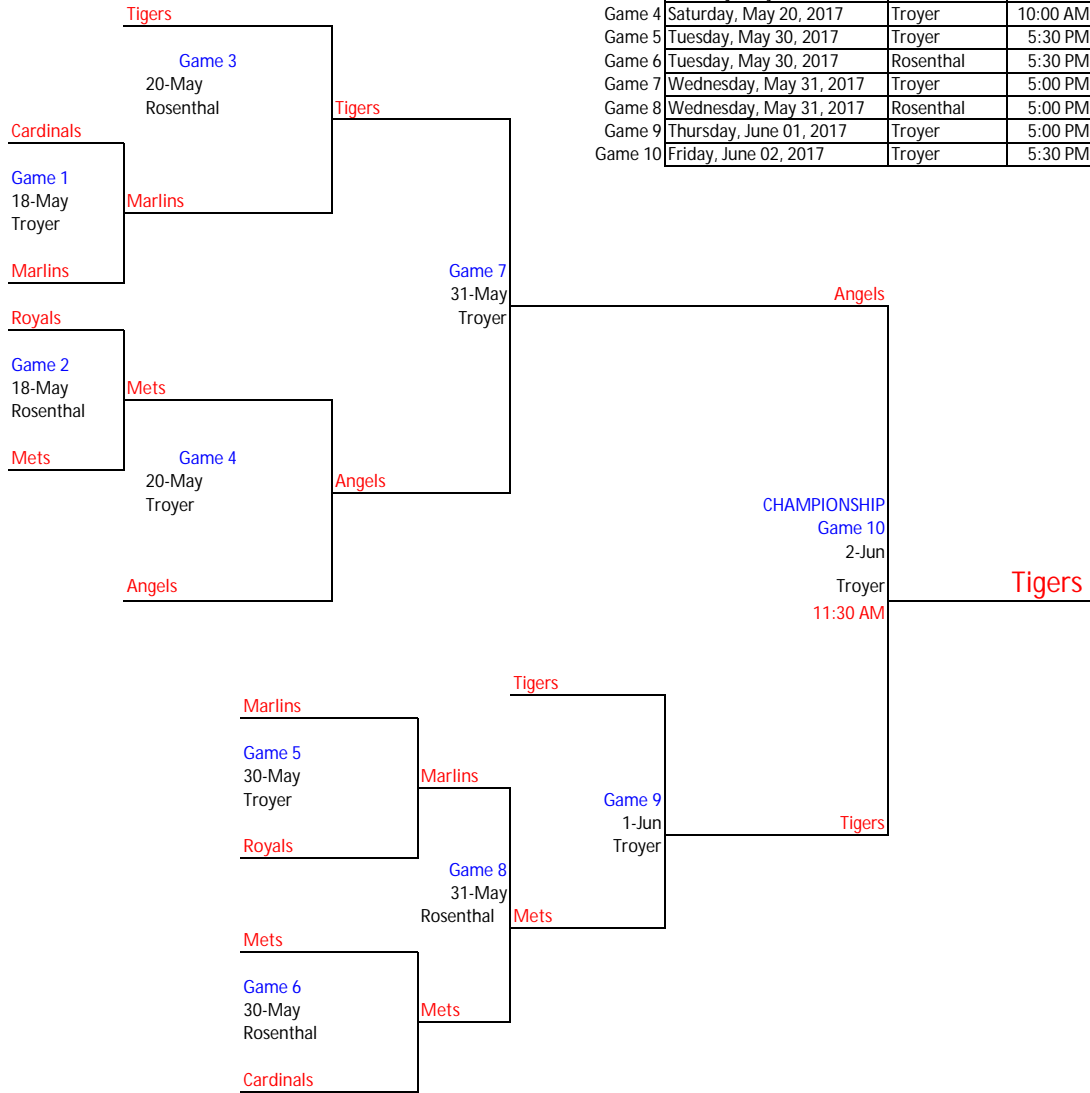 Tigers
Game 4 Saturday, May 20, 2017 Troyer 10:00 AM
Game 5 Tuesday, May 30, 2017 Troyer 5:30 PM
Game 6 Tuesday, May 30, 2017 Rosenthal 5:30 PM
Game 7 Wednesday, May 31, 2017 Troyer 5:00 PM
Game 8 Wednesday, May 31, 2017 Rosenthal 5:00 PM
Game 9 Thursday, June 01, 2017 Troyer 5:00 PM
Game 10 Friday, June 02, 2017 Troyer 5:30 PM
Game 3
20-May
Rosenthal
Tigers
Cardinals
Game 1
18-May
Troyer
Marlins
Marlins
Game 7
31-May
Troyer
Angels
Royals
Game 2
18-May
Rosenthal
Mets
Mets
Game 4
20-May
Troyer
Angels
Angels
CHAMPIONSHIP
Game 10
2-Jun
Troyer
11:30 AM
Tigers
Tigers
Marlins
Game 5
30-May
Troyer
Marlins
Royals
Game 9
1-Jun
Troyer
Tigers
Game 8
31-May
Rosenthal
Mets
Mets
Game 6
30-May
Rosenthal
Mets
Cardinals